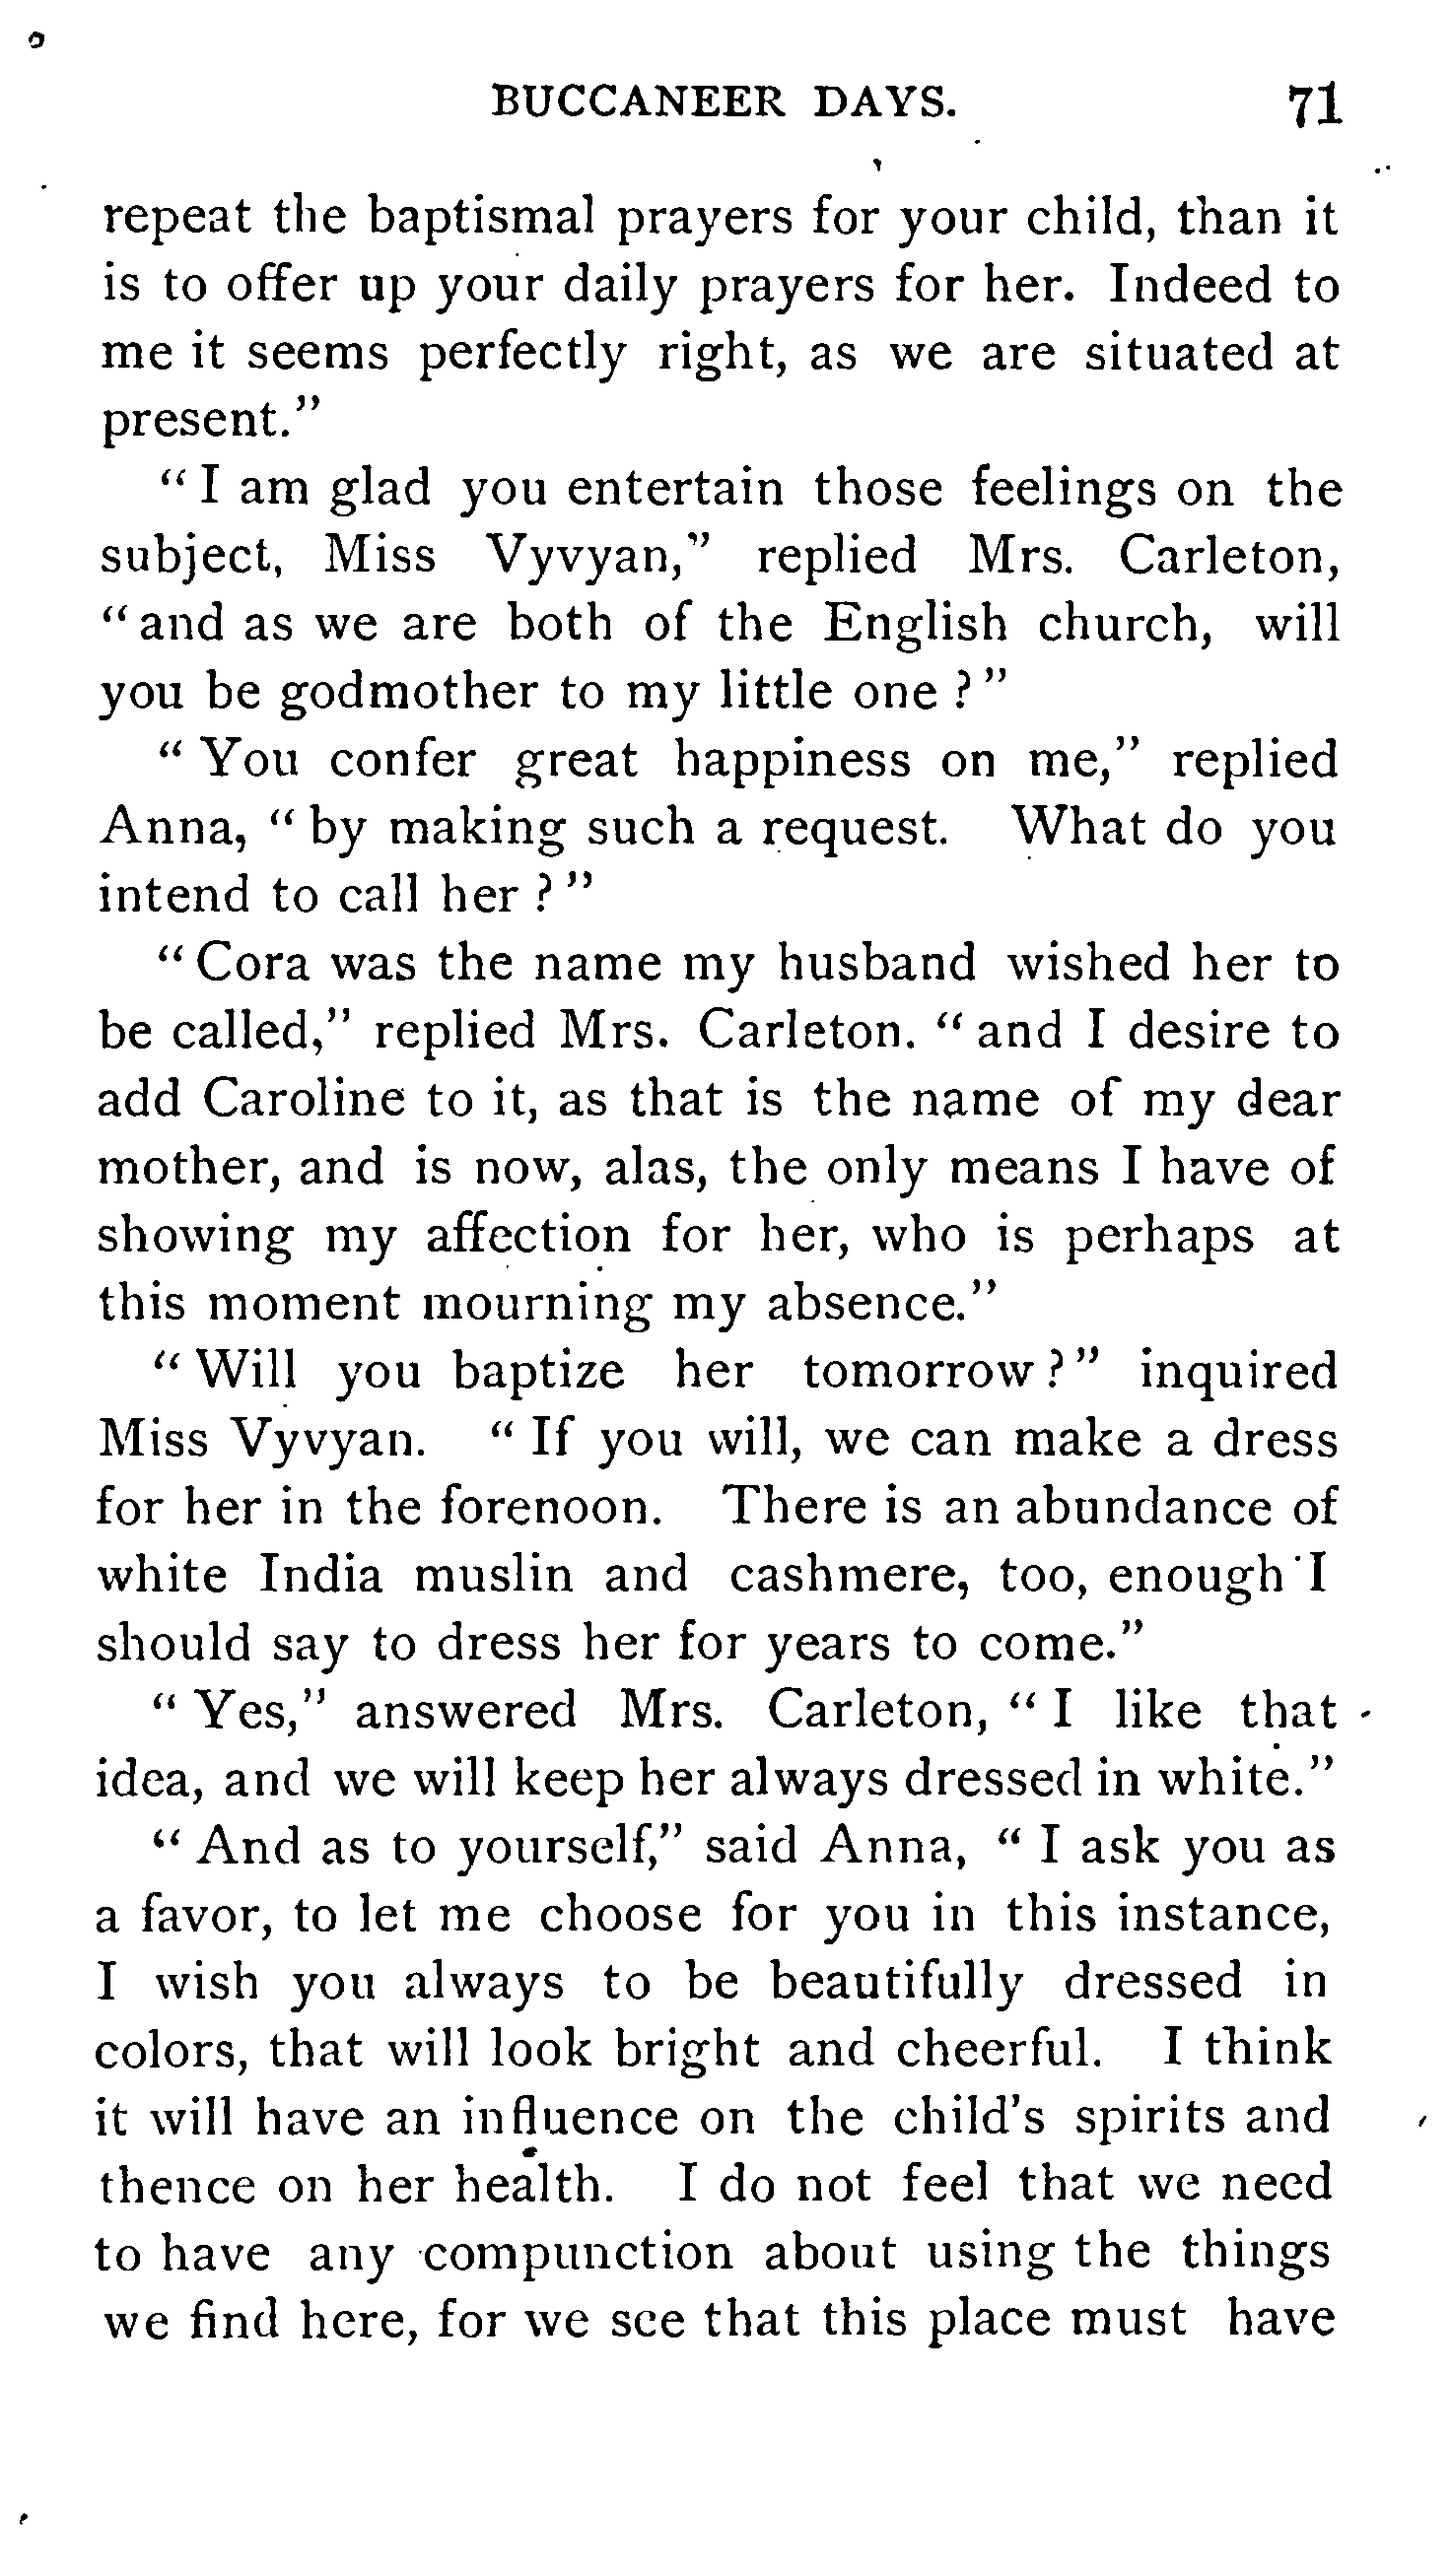 BUCCANEER DAYS. 71
repeat the baptismal prayers for your child, than it
is to offer up your daily prayers for her. Indeed to
me it seems perfectly right, as we are situated at
present."
"I am glad you entertain those feelings on the
subject, Miss Vyvyan," replied Mrs. Carleton,
"and as we are both of the English church, will
you be godmother to my little one?"
"You confer great happiness on me," replied
Anna, "by making such a request. What do you
intend to call her?"
"Cora was the name my husband wished her to
be called," replied Mrs. Carleton. "and I desire to
add Caroline to it, as that is the name of my dear
mother, and is now, alas, the only means I have of
showing my affection for her, who is perhaps at
this moment mourning my absence."
"Will you baptize her tomorrow?" inquired
Miss Vyvyan. "If you will, we can make a dress
for her in the forenoon. There is an abundance of
white India muslin and cashmere, too, enough I
should say to dress her for years to come."
"Yes," answered Mrs. Carleton, "I like that
idea, and we will keep her always dressed in white."
"And as to yourself," said Anna, "I ask you as
a favor, to let me choose for you in this instance,
I wish you always to be beautifully dressed in
colors, that will look bright and cheerful. I think
it will have an influence on the child's spirits and
thence on her health. I do not feel that we need
to have any compunction about using the things
we find here, for we see that this place must have